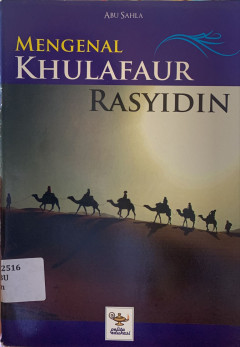 ABU SAHLA
MENGENAL
KHULAFAUR
RASYIDIN
2516